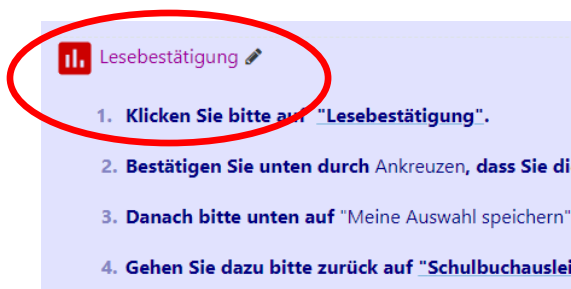 Lesebestätigung
1. Klicken Sie bitte auf "Lesebestätigung".
2. Bestätigen Sie unten durch Ankreuzen, dass Sie di
3. Danach bitte unten auf "Meine Auswahl speichern"
4. Gehen Sie dazu bitte zurück auf "Schulbuchauslei